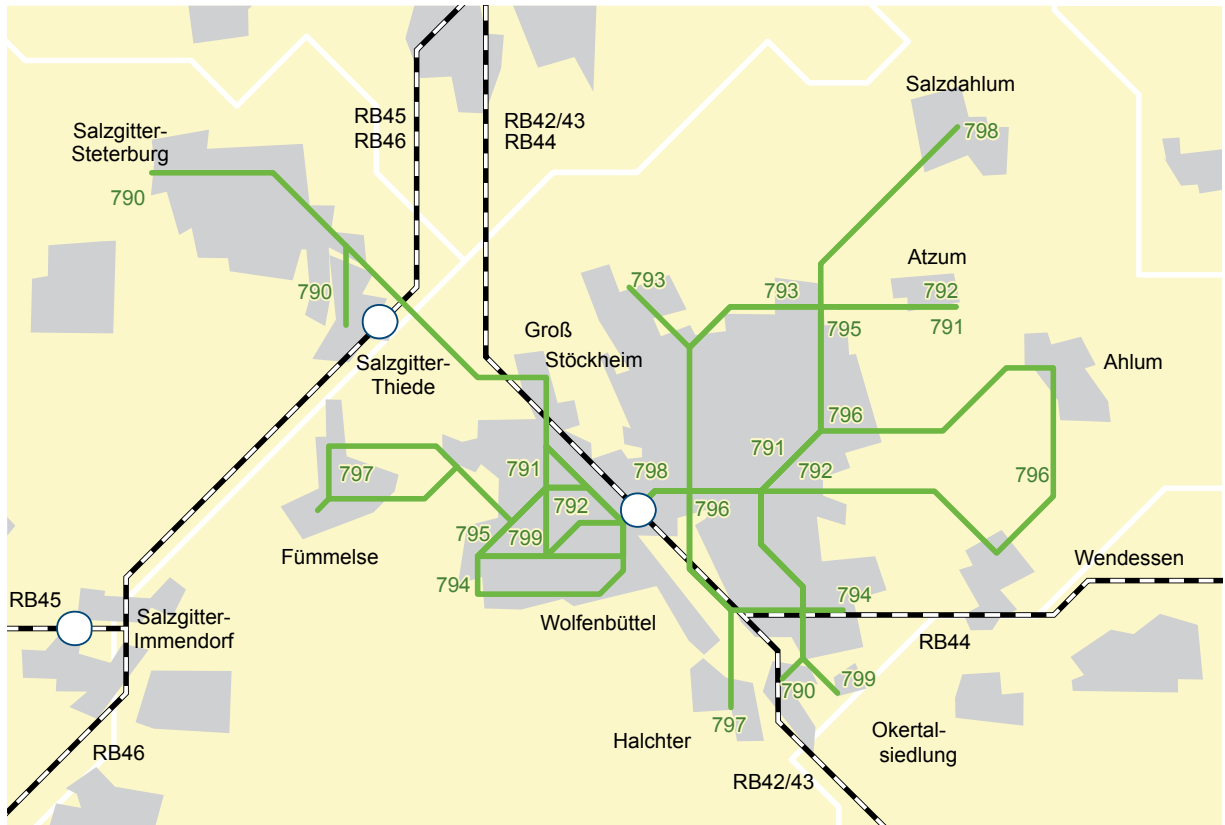 Salzdahlum
798
RB45
RB46
RB42/43
RB44
Salzgitter-
Steterburg
790
Atzum
793
793
792
790
795
791
Groß
Stöckheim
Salzgitter-
Thiede
Ahlum
796
791
797
791
798
792
796
792
796
795
799
Fümmelse
Wendessen
794
RB45
794
Salzgitter-
Immendorf
Wolfenbüttel
RB44
790
799
797
Halchter
Okertal-
siedlung
RB46
RB42/43